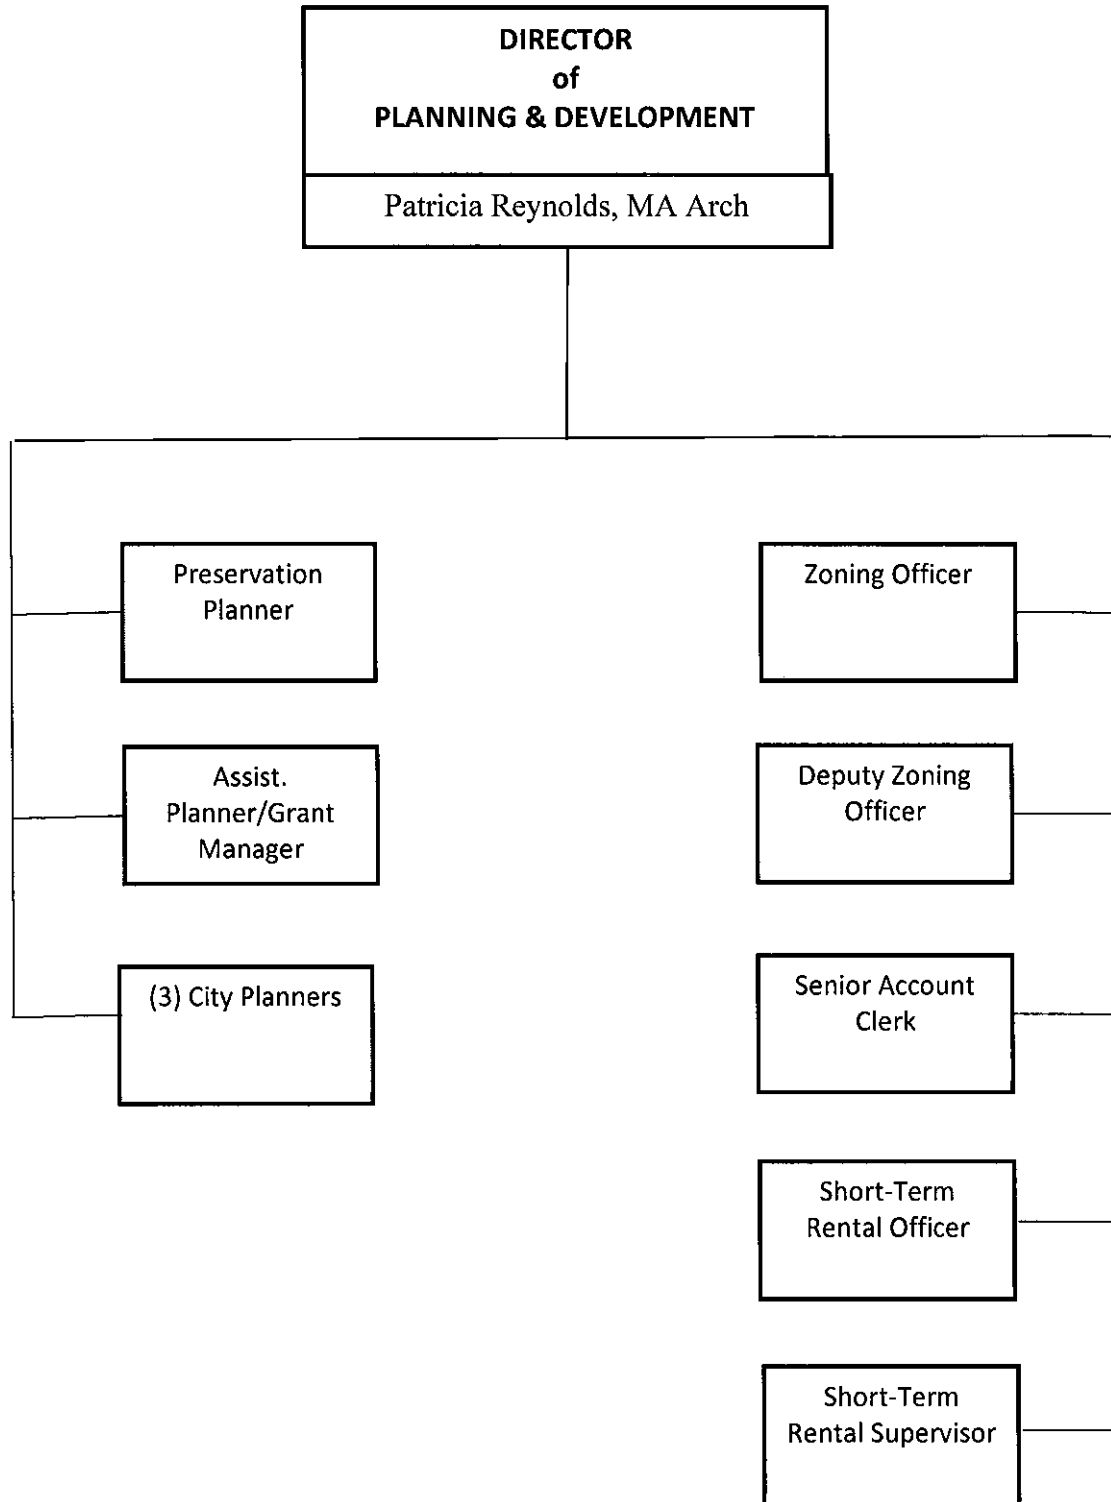 DIRECTOR
of
PLANNING & DEVELOPMENT
Patricia Reynolds, MA Arch
Preservation
Planner
Assist.
Planner/Grant
Manager
(3) City Planners
Zoning Officer
Deputy Zoning
Officer
Senior Account
Clerk
Short-Term
Rental Officer
Short-Term
Rental Supervisor